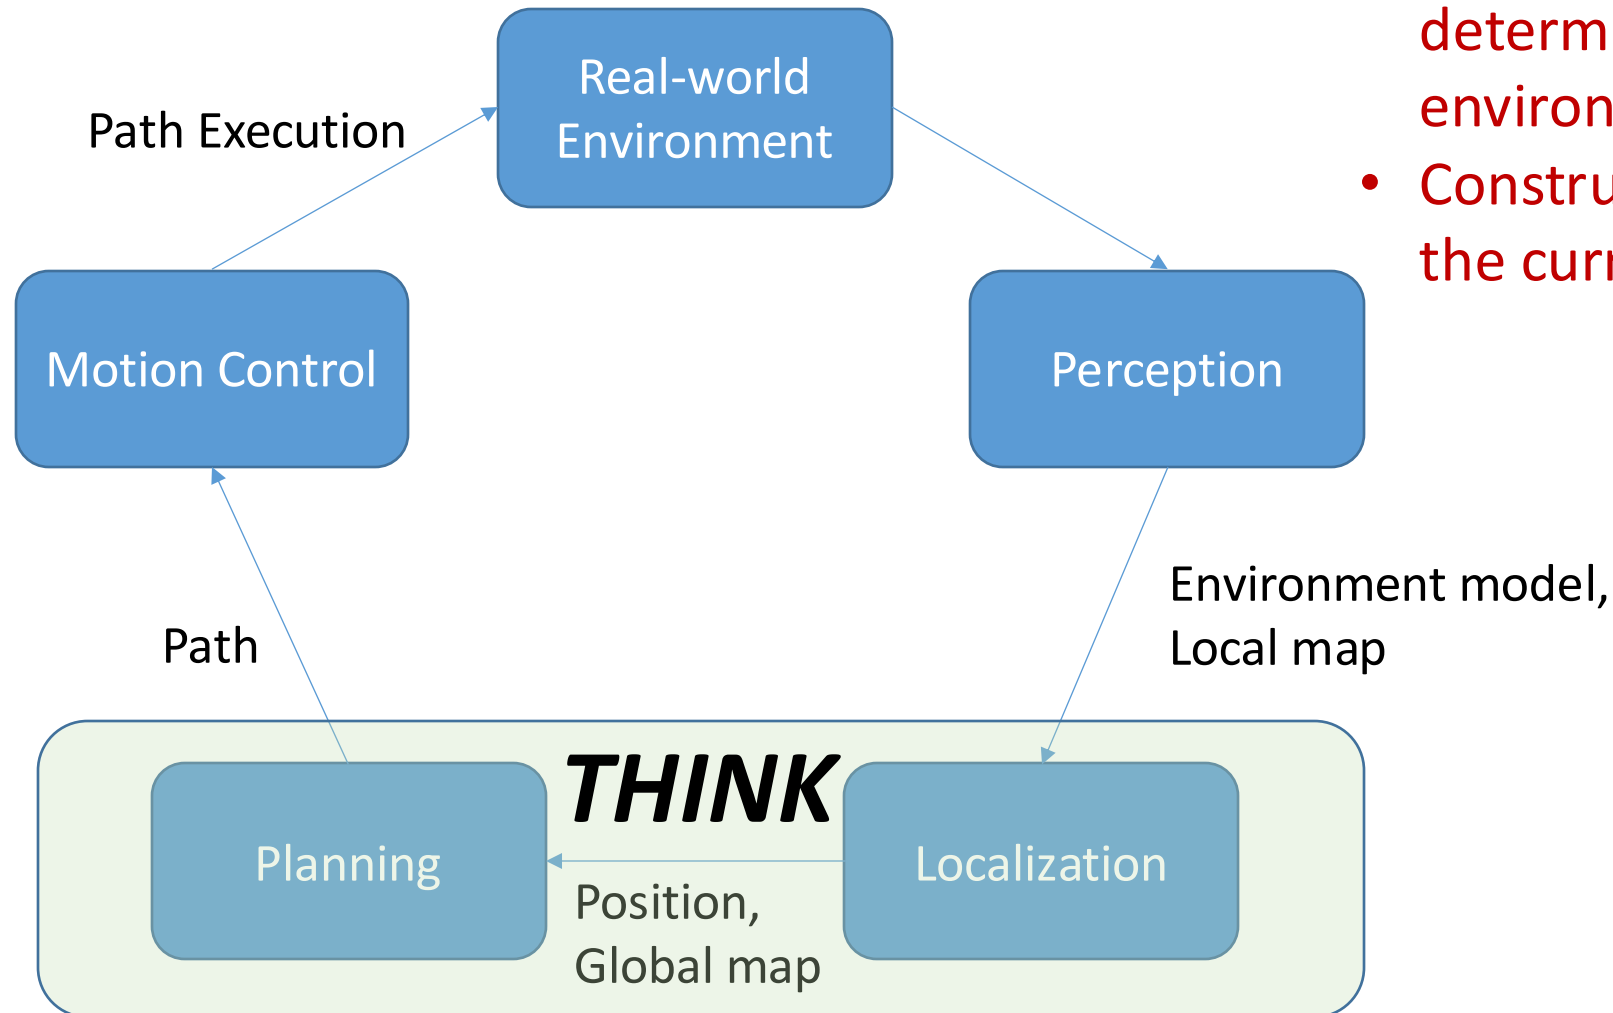 Real-world
Environment
Path Execution
•
the
Motion Control
Perception
Environment model,
Local map
Path
THINK
Planning
Localization
Position,
Global map